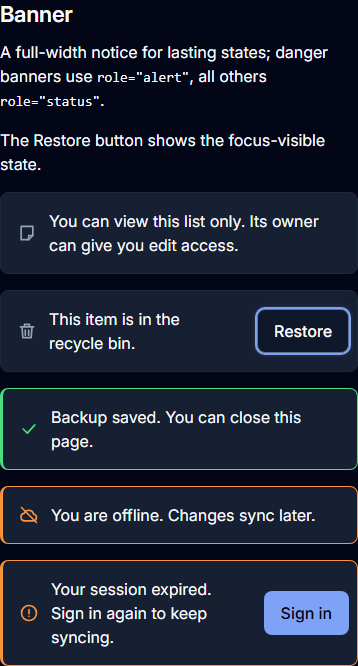 Banner
A full-width notice for lasting states; danger
banners use role="alert", all others
role="status".
The Restore button shows the focus-visible
state.
You can view this list only. Its owner
can give you edit access.
This item is in the
recycle bin.
Restore
Backup saved. You can close this
page.
You are offline. Changes sync later.
Your session expired.
Sign in again to keep
syncing.
Sign in